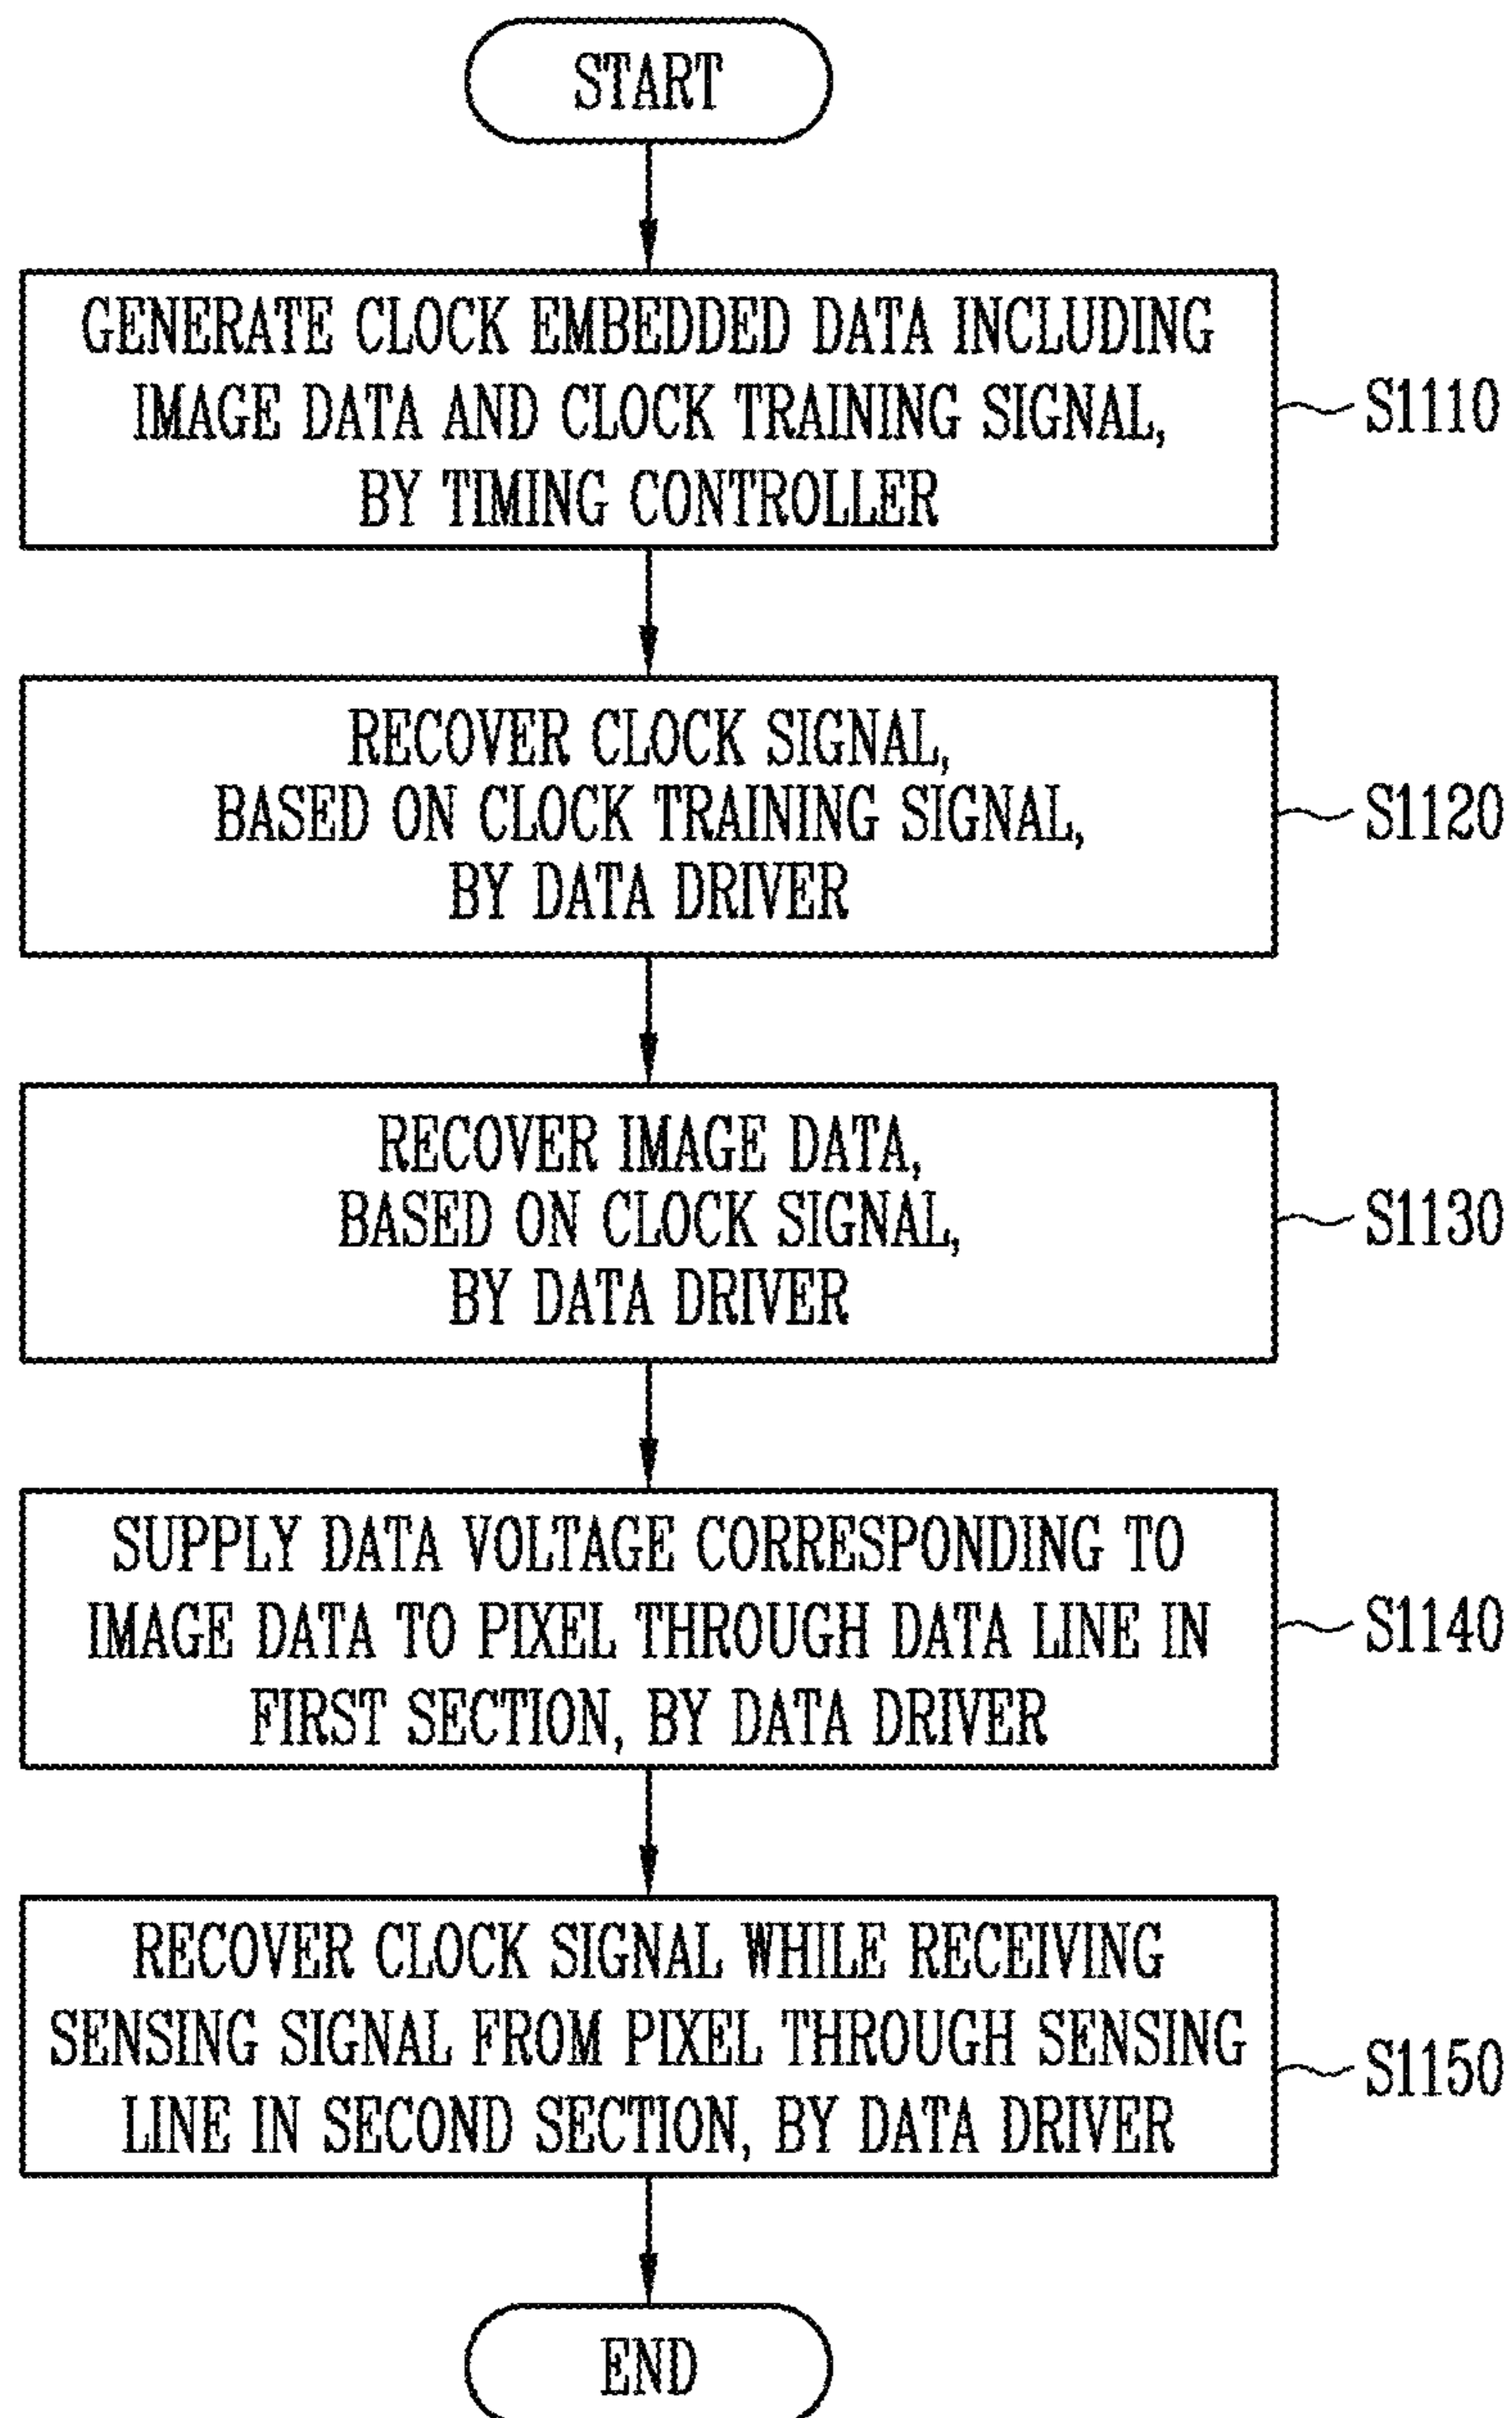 START
GENERATE CLOCK EMBEDDED DATA INCLUDING
IMAGE DATA AND CLOCK TRAINING SIGNAL,
BY TIMING CONTROLLER
S1110
RECOVER CLOCK SIGNAL,
BASED ON CLOCK TRAINING SIGNAL,
BY DATA DRIVER
S1120
RECOVER IMAGE DATA,
BASED ON CLOCK SIGNAL,
BY DATA DRIVER
S1130
SUPPLY DATA VOLTAGE CORRESPONDING TO
IMAGE DATA TO PIXEL THROUGH DATA LINE IN
FIRST SECTION, BY DATA DRIVER
S1140
RECOVER CLOCK SIGNAL WHILE RECEIVING
SENSING SIGNAL FROM PIXEL THROUGH SENSING
LINE IN SECOND SECTION, BY DATA DRIVER
S1150
END